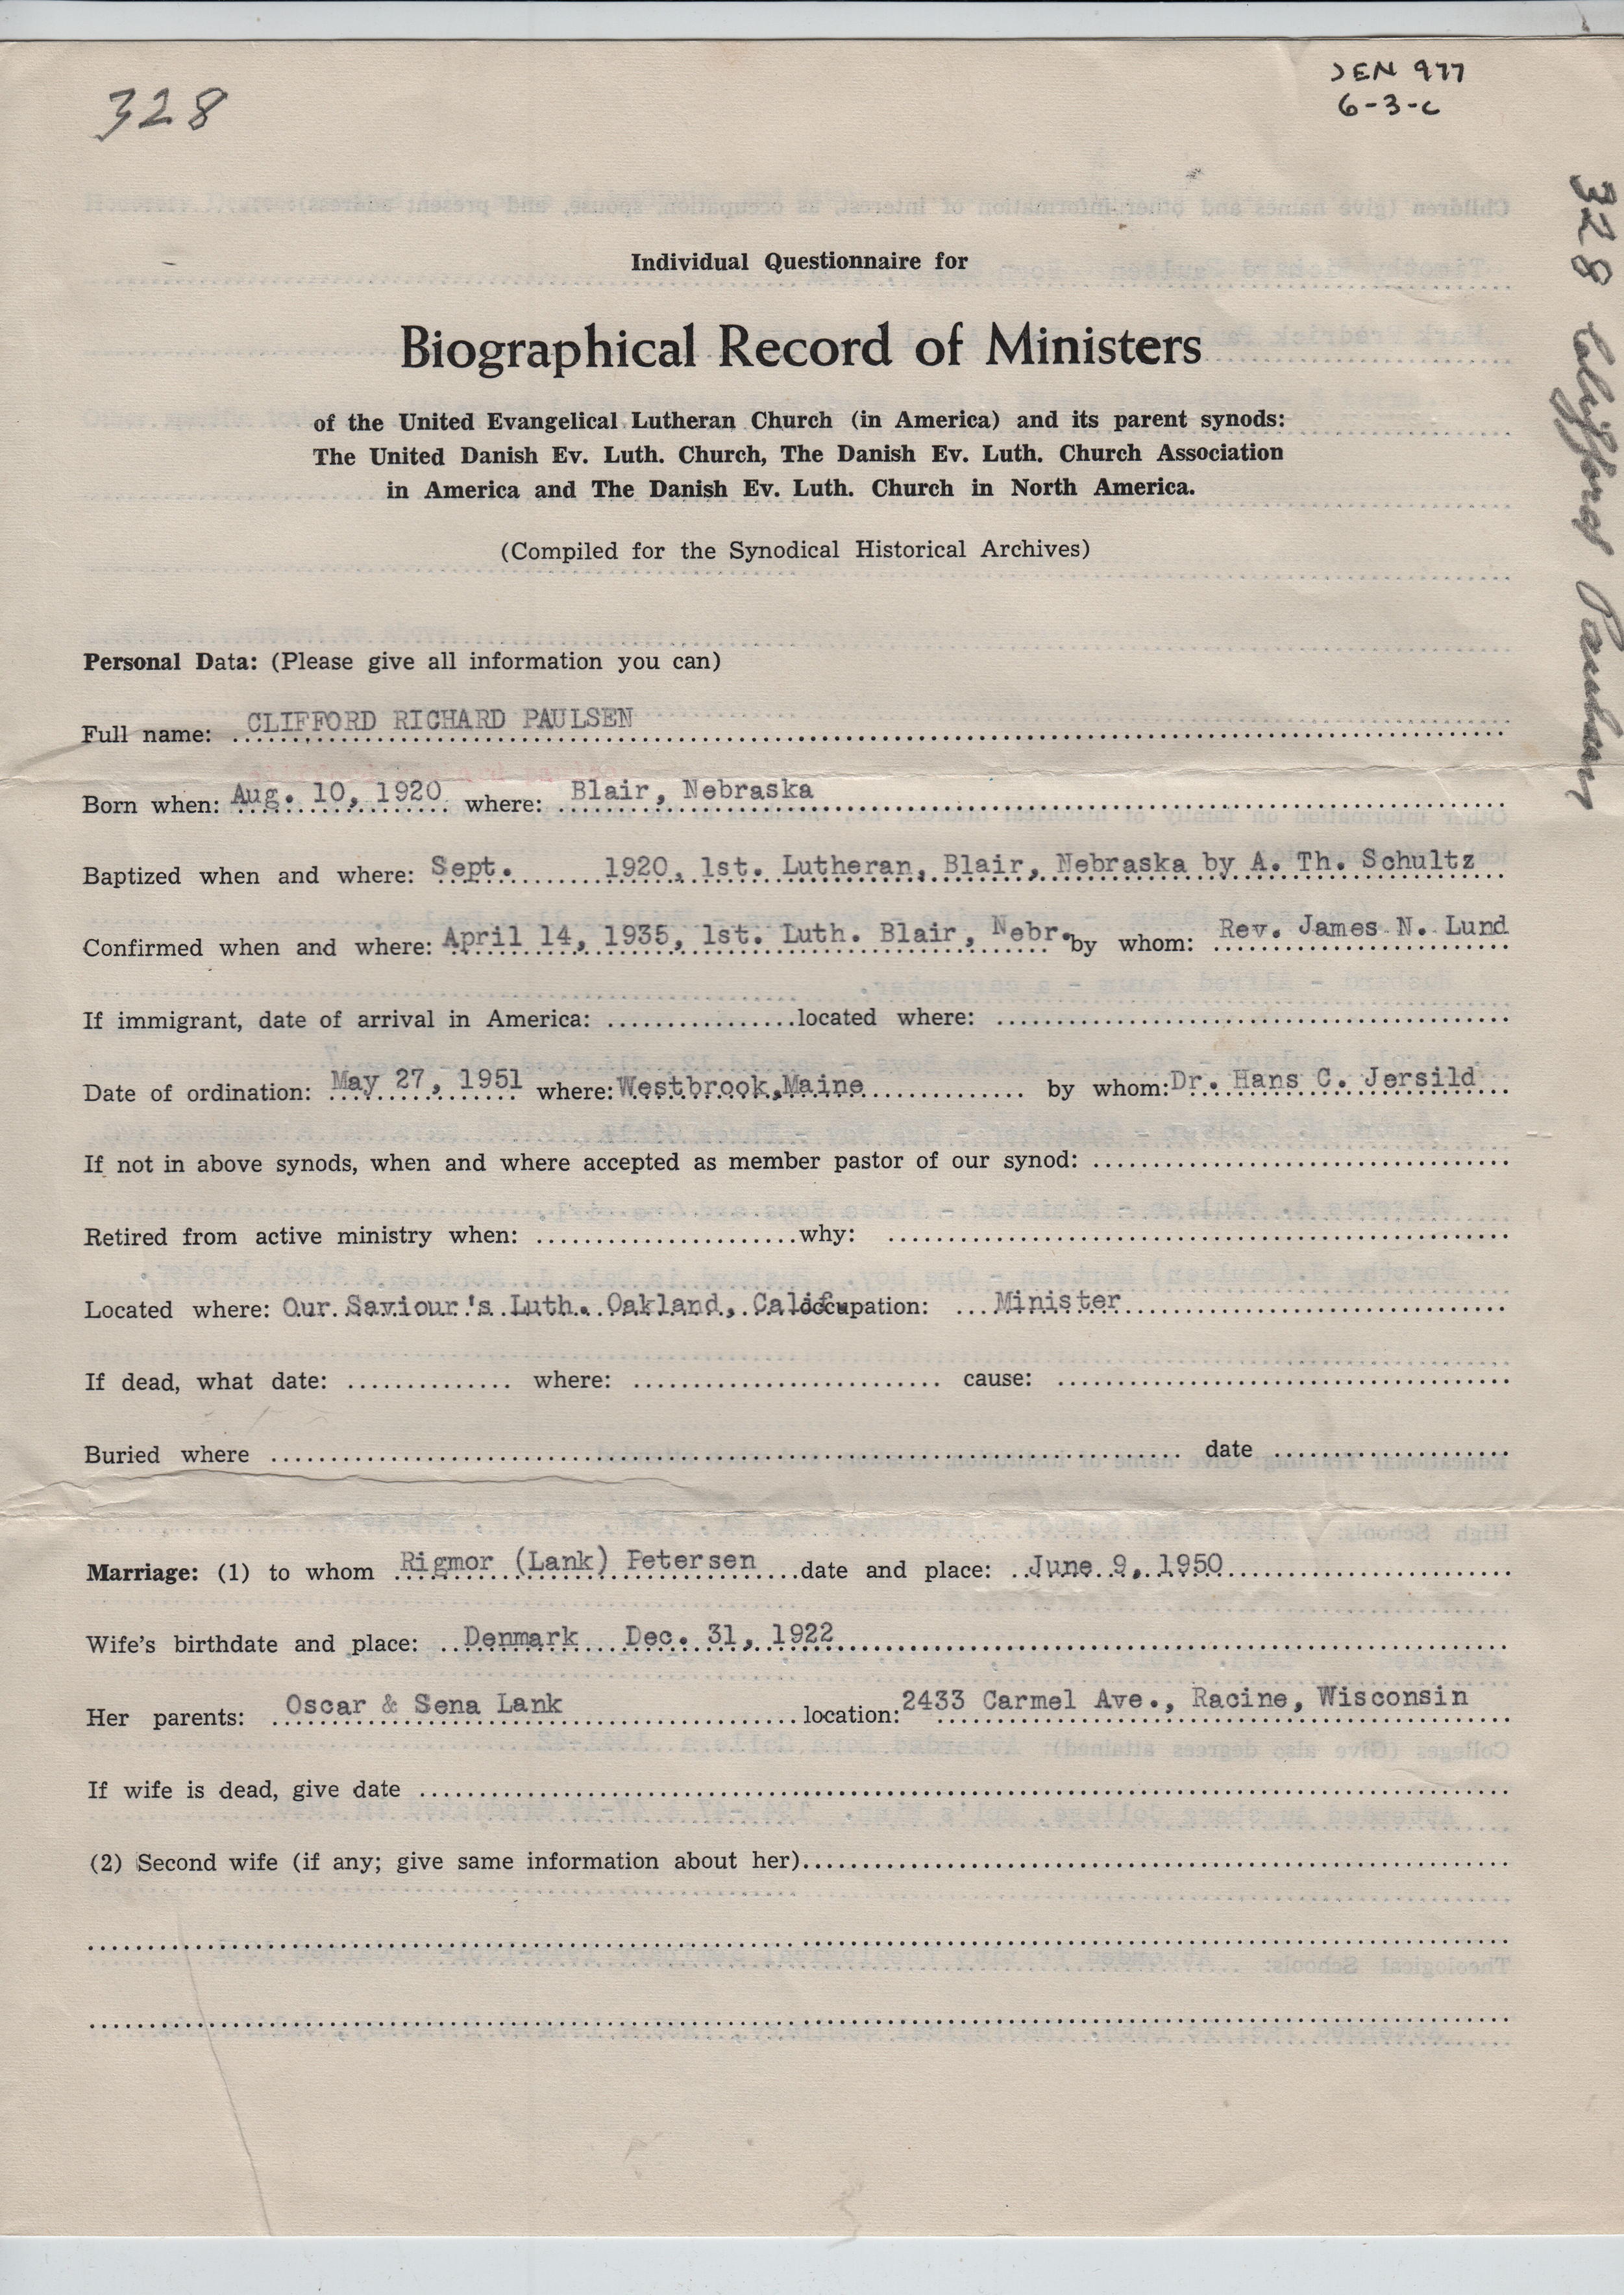 328
JEN 977
6-3-C
328 Clifford Paulsen
Individual Questionnaire for
Biographical Record of Ministers
of the United Evangelical Lutheran Church (in America) and its parent synods:
The United Danish Ev. Luth. Church, The Danish Ev. Luth. Church Association
in America and The Danish Ev. Luth. Church in North America.
(Compiled for the Synodical Historical Archives)
Personal Data: (Please give all information you can)
Full name: CLIFFORD RICHARD PAULSEN
Born when: Aug. 10, 1920 where: Blair, Nebraska
Baptized when and where: Sept. 1920, 1st. Lutheran, Blair, Nebraska by A. Th. Schultz
Confirmed when and where: April 14, 1935, 1st. Luth. Blair, Nebr. by whom: Rev. James N. Lund
If immigrant, date of arrival in America: located where:
Date of ordination: May 27, 1951 where: Westbrook, Maine by whom: Dr. Hans C. Jersild
If not in above synods, when and where accepted as member pastor of our synod:
Retired from active ministry when: why:
Located where: Our Saviour's Luth. Oakland, Calif. occupation: Minister
If dead, what date: where: cause:
Buried where date
Marriage: (1) to whom Rigmor (Lank) Petersen date and place: June 9, 1950
Wife's birthdate and place: Denmark Dec. 31, 1922
Her parents: Oscar & Sena Lank location: 2433 Carmel Ave., Racine, Wisconsin
If wife is dead, give date
(2) Second wife (if any; give same information about her)